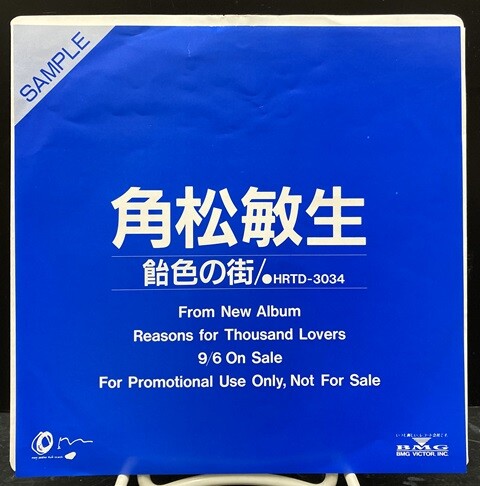 SAMPLE
角松敏生
飴色の街/●HRTD-3034
From New Album
Reasons for Thousand Lovers
9/6 On Sale
For Promotional Use Only, Not For Sale
BMG
BMG VICTOR, INC.